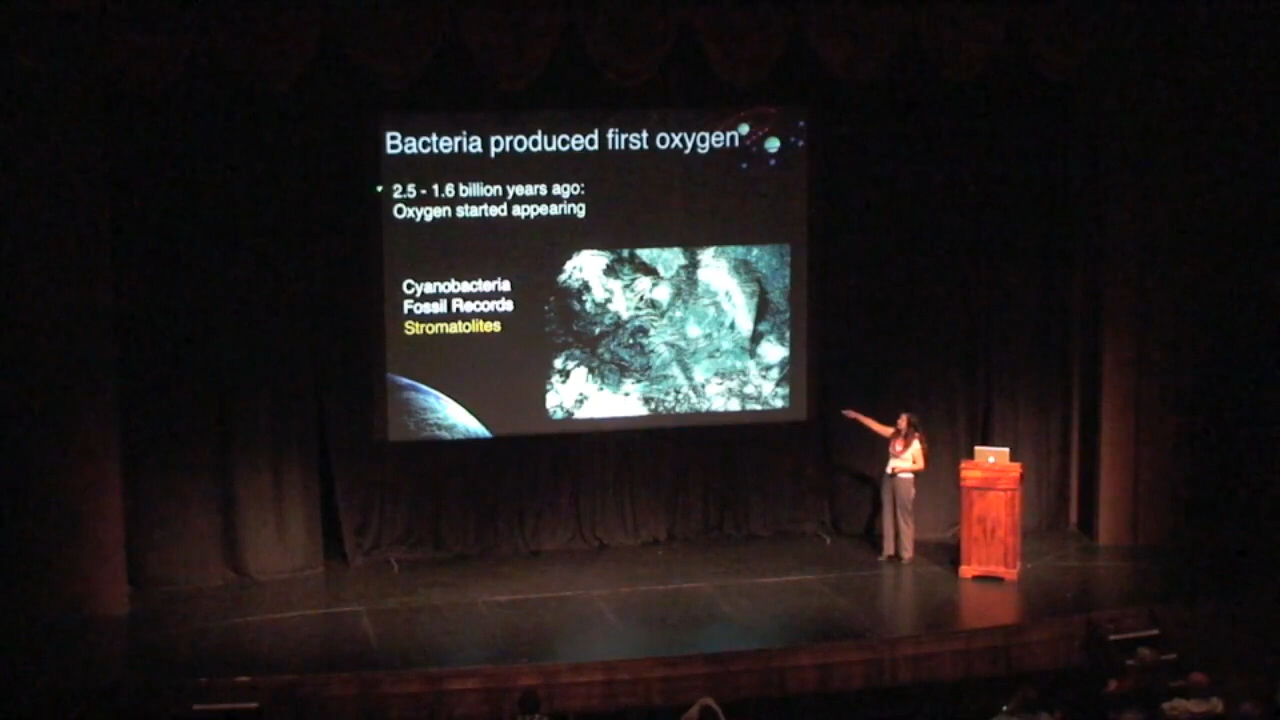 Bacteria produced first oxygen
2.5 - 1.6 billion years ago:
Oxygen started appearing
Cyanobacteria
Fossil Records
Stromatolites